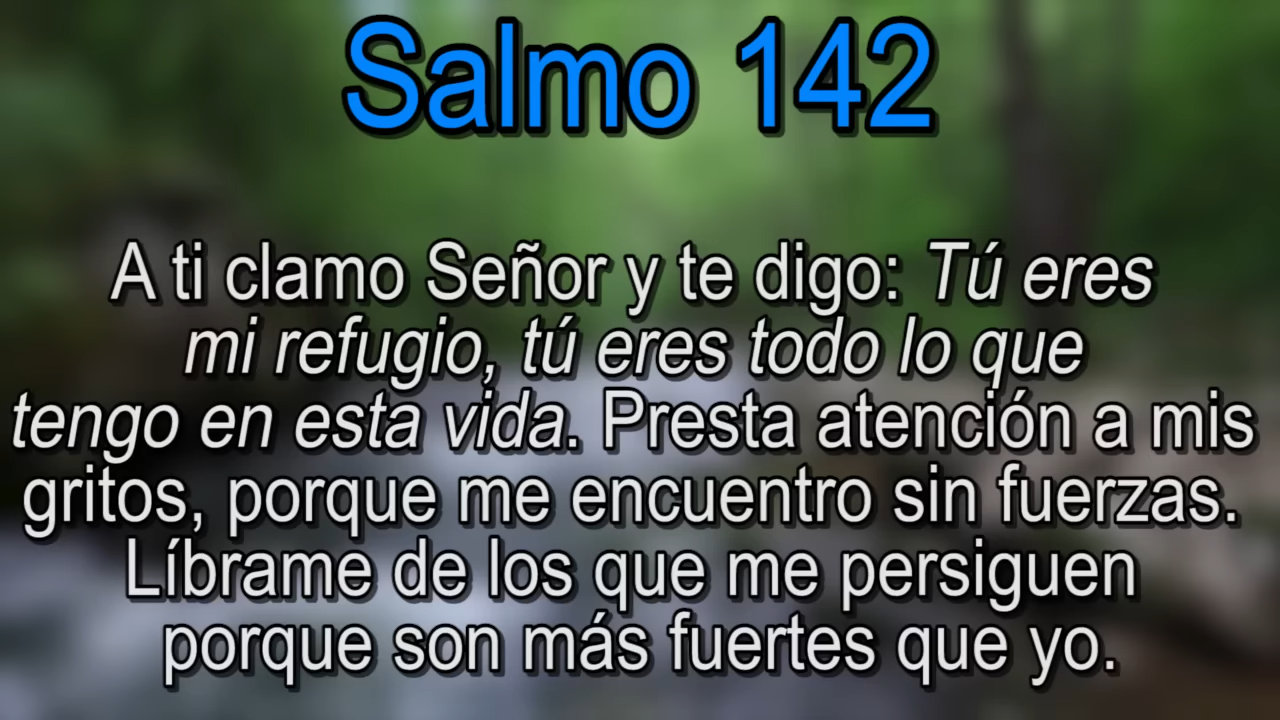 Salmo 142
A ti clamo Señor y te digo: Tú eres
mi refugio, tú eres todo lo que
tengo en esta vida. Presta atención a mis
gritos, porque me encuentro sin fuerzas.
Líbrame de los que me persiguen
porque son más fuertes que yo.